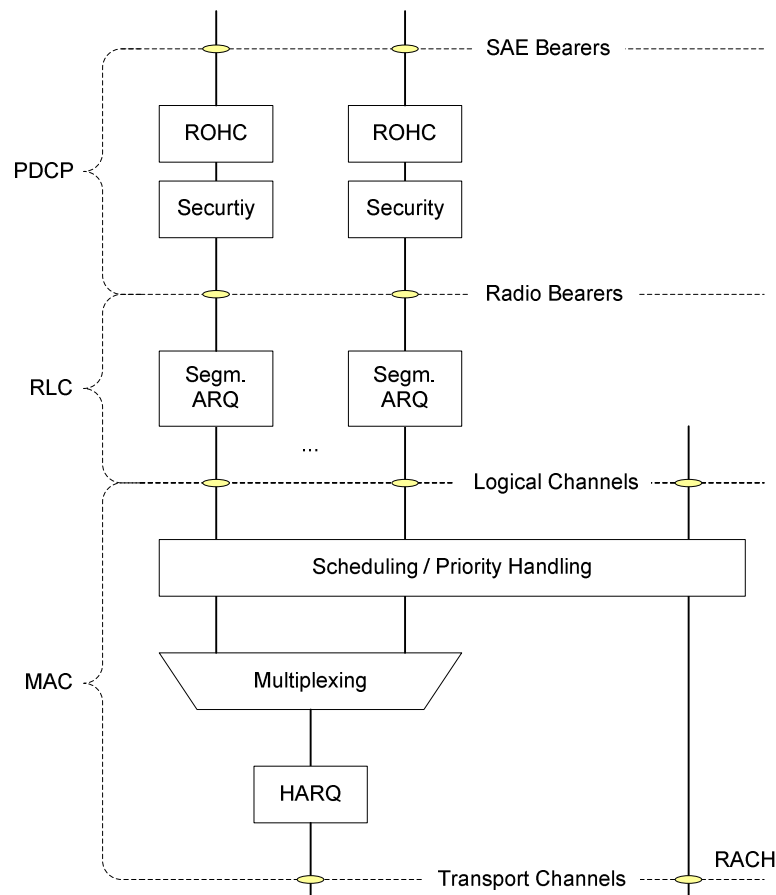 SAE Bearers
ROHC
ROHC
PDCP
Securtiy
Security
Radio Bearers
Segm.
ARQ
Segm.
ARQ
RLC
...
Logical Channels
Scheduling / Priority Handling
MAC
Multiplexing
HARQ
RACH
Transport Channels